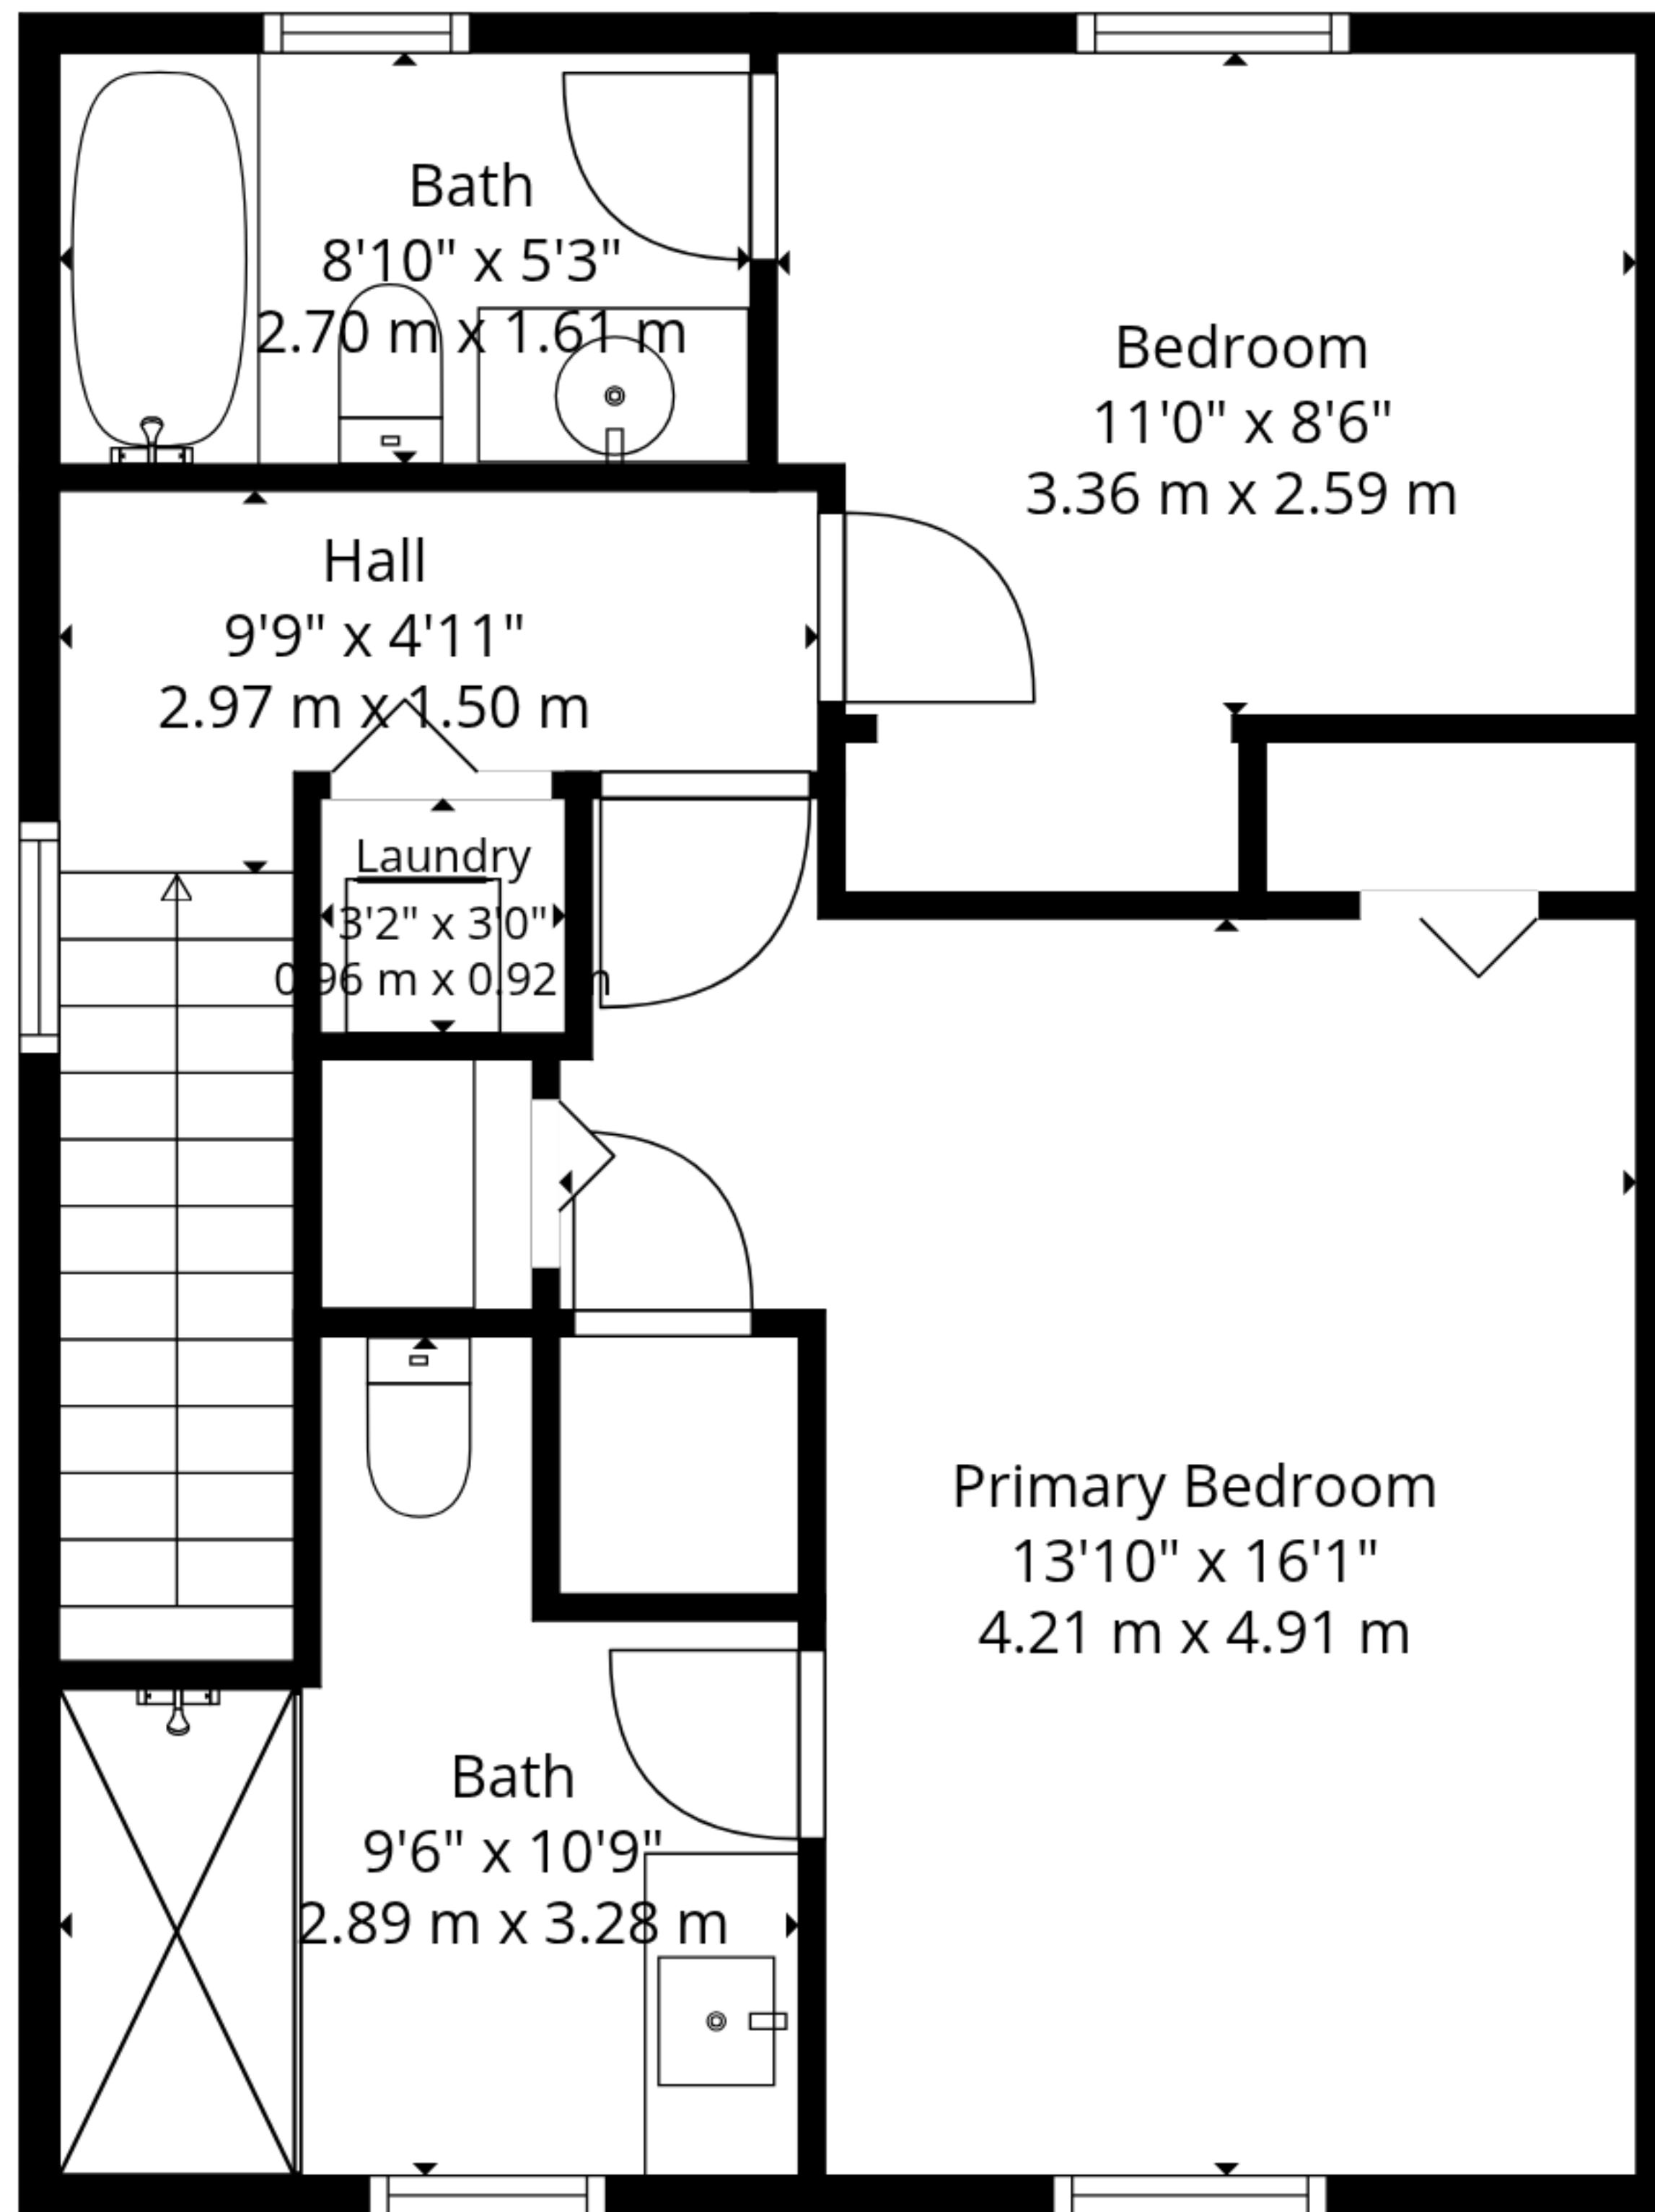 Bath
8'10" x 5'3"
2.70 m x 1.61 m
Bedroom
11'0" x 8'6"
3.36 m x 2.59 m
Hall
9'9" x 4'11"
2.97 m x 1.50 m
Laundry
3'2" x 3'0"
0.96 m x 0.92 m
Primary Bedroom
13'10" x 16'1"
4.21 m x 4.91 m
Bath
9'6" x 10'9"
2.89 m x 3.28 m